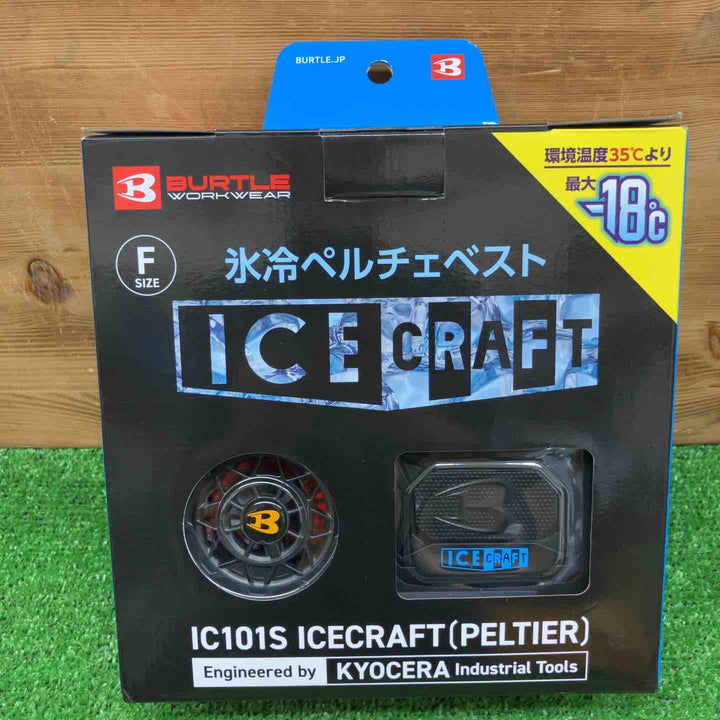 BURTLE.JP
B
環境温度35℃より
最大
-18℃
B BURTLE
WORKWEAR
F
SIZE
氷冷ペルチェベスト
ICE CRAFT
B
ICE CRAFT
IC101S ICECRAFT(PELTIER)
Engineered by KYOCERA Industrial Tools